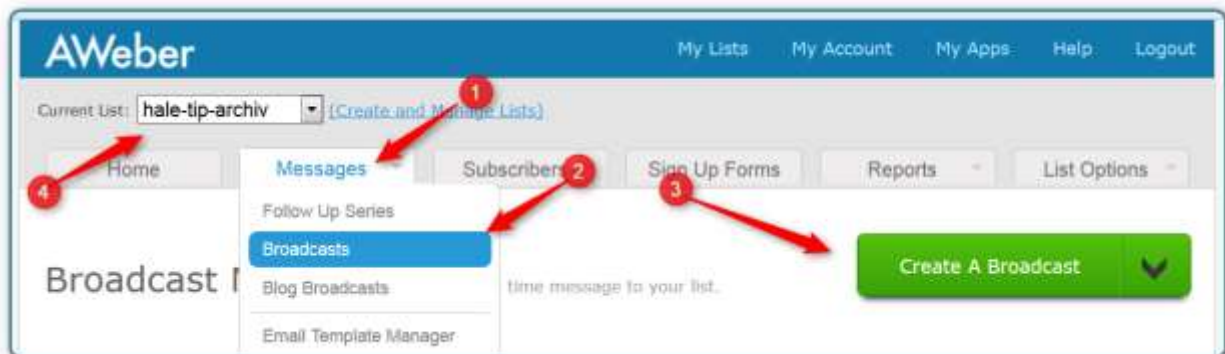 AWeber My Lists My Account My Apps Help Logout
Current List: hale-tip-archiv (Create and Manage Lists)
1
Home Messages Subscribers Sign Up Forms Reports List Options
4
2
3
Follow Up Series
Broadcasts
Create A Broadcast
Broadcast
Blog Broadcasts
time message to your list.
Email Template Manager